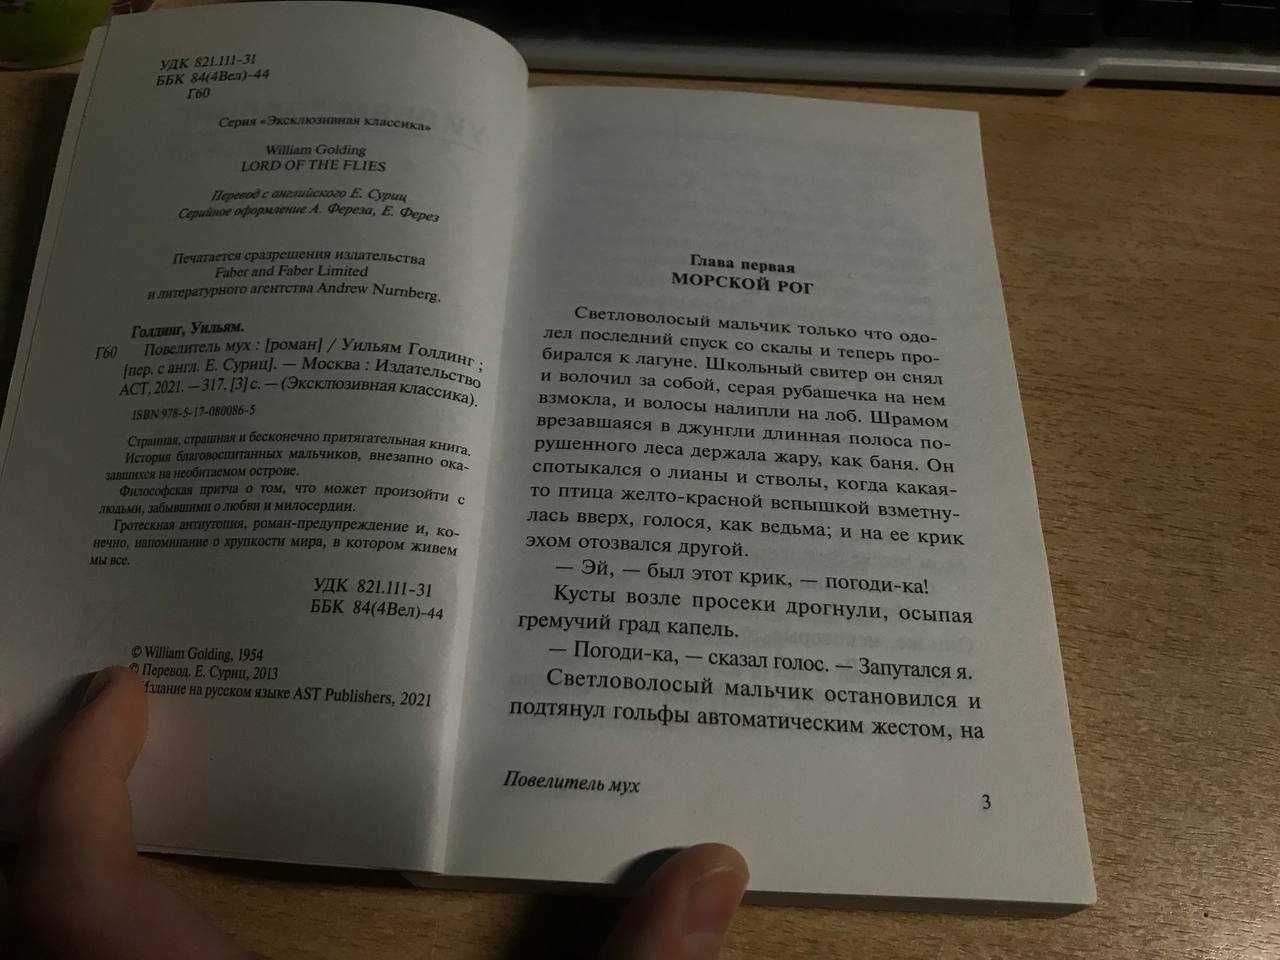 УДК 821.111-31
ББК 84(4Вел)-44
Г60
Серия «Эксклюзивная классика»
William Golding
LORD OF THE FLIES
Перевод с английского Е. Суриц
Серийное оформление А. Фереза, Е. Ферез
Печатается с разрешения издательства
Faber and Faber Limited
и литературного агентства Andrew Nurnberg.
Голдинг, Уильям.
Г60 Повелитель мух : [роман] / Уильям Голдинг ;
[пер. с англ. Е. Суриц]. — Москва : Издательство
АСТ, 2021. — 317. [3] с. — (Эксклюзивная классика).
ISBN 978-5-17-080086-5
Странная, страшная и бесконечно притягательная книга.
История благовоспитанных мальчиков, внезапно ока-
завшихся на необитаемом острове.
Философская притча о том, что может произойти с
людьми, забывшими о любви и милосердии.
Гротескная антиутопия, роман-предупреждение и, ко-
нечно, напоминание о хрупкости мира, в котором живем
мы все.
УДК 821.111-31
ББК 84(4Вел)-44
© William Golding, 1954
© Перевод. Е. Суриц, 2013
Издание на русском языке AST Publishers, 2021
Глава первая
МОРСКОЙ РОГ
Светловолосый мальчик только что одо-
лел последний спуск со скалы и теперь про-
бирался к лагуне. Школьный свитер он снял
и волочил за собой, серая рубашечка на нем
взмокла, и волосы налипли на лоб. Шрамом
врезавшаяся в джунгли длинная полоса по-
рушенного леса держала жару, как баня. Он
спотыкался о лианы и стволы, когда какая-
то птица желто-красной вспышкой взметну-
лась вверх, голося, как ведьма; и на ее крик
эхом отозвался другой.
— Эй, — был этот крик, — погоди-ка!
Кусты возле просеки дрогнули, осыпая
гремучий град капель.
— Погоди-ка, — сказал голос. — Запутался я.
Светловолосый мальчик остановился и
подтянул гольфы автоматическим жестом, на
Повелитель мух
3